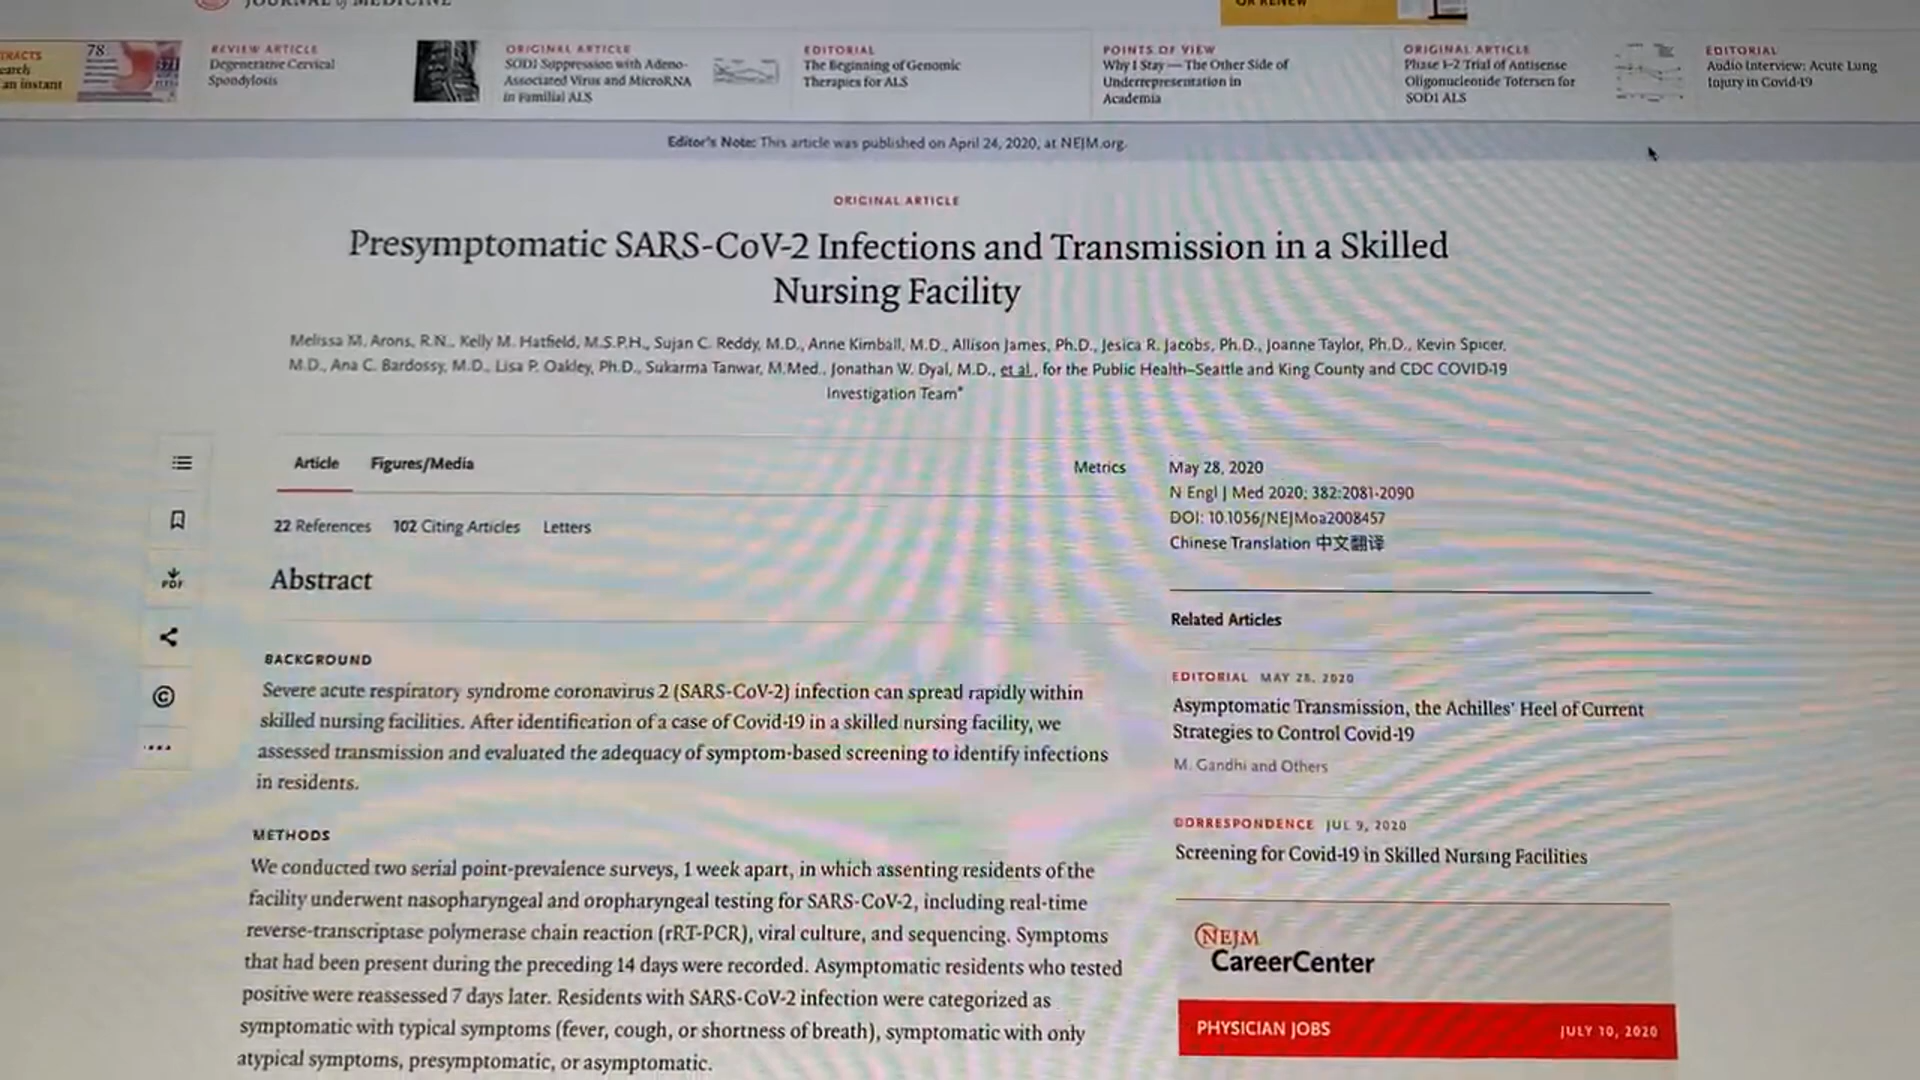 JOURNAL of MEDICINE
OR RENEW
TRACTS
earch
an instant
78
REVIEW ARTICLE
Degenerative Cervical
Spondylosis
ORIGINAL ARTICLE
SOD1 Suppression with Adeno-
Associated Virus and MicroRNA
in Familial ALS
EDITORIAL
The Beginning of Genomic
Therapies for ALS
POINTS OF VIEW
Why I Stay — The Other Side of
Underrepresentation in
Academia
ORIGINAL ARTICLE
Phase 1–2 Trial of Antisense
Oligonucleotide Tofersen for
SOD1 ALS
EDITORIAL
Audio Interview: Acute Lung
Injury in Covid-19
Editor's Note: This article was published on April 24, 2020, at NEJM.org.
ORIGINAL ARTICLE
Presymptomatic SARS-CoV-2 Infections and Transmission in a Skilled
Nursing Facility
Melissa M. Arons, R.N., Kelly M. Hatfield, M.S.P.H., Sujan C. Reddy, M.D., Anne Kimball, M.D., Allison James, Ph.D., Jesica R. Jacobs, Ph.D., Joanne Taylor, Ph.D., Kevin Spicer,
M.D., Ana C. Bardossy, M.D., Lisa P. Oakley, Ph.D., Sukarma Tanwar, M.Med., Jonathan W. Dyal, M.D., et al., for the Public Health–Seattle and King County and CDC COVID-19
Investigation Team*
Article Figures/Media Metrics
22 References 102 Citing Articles Letters
May 28, 2020
N Engl J Med 2020; 382:2081-2090
DOI: 10.1056/NEJMoa2008457
Chinese Translation 中文翻译
PDF
Abstract
BACKGROUND
Severe acute respiratory syndrome coronavirus 2 (SARS-CoV-2) infection can spread rapidly within
skilled nursing facilities. After identification of a case of Covid-19 in a skilled nursing facility, we
assessed transmission and evaluated the adequacy of symptom-based screening to identify infections
in residents.
METHODS
We conducted two serial point-prevalence surveys, 1 week apart, in which assenting residents of the
facility underwent nasopharyngeal and oropharyngeal testing for SARS-CoV-2, including real-time
reverse-transcriptase polymerase chain reaction (rRT-PCR), viral culture, and sequencing. Symptoms
that had been present during the preceding 14 days were recorded. Asymptomatic residents who tested
positive were reassessed 7 days later. Residents with SARS-CoV-2 infection were categorized as
symptomatic with typical symptoms (fever, cough, or shortness of breath), symptomatic with only
atypical symptoms, presymptomatic, or asymptomatic.
Related Articles
EDITORIAL MAY 28, 2020
Asymptomatic Transmission, the Achilles' Heel of Current
Strategies to Control Covid-19
M. Gandhi and Others
CORRESPONDENCE JUL 9, 2020
Screening for Covid-19 in Skilled Nursing Facilities
NEJM
CareerCenter
PHYSICIAN JOBS JULY 10, 2020